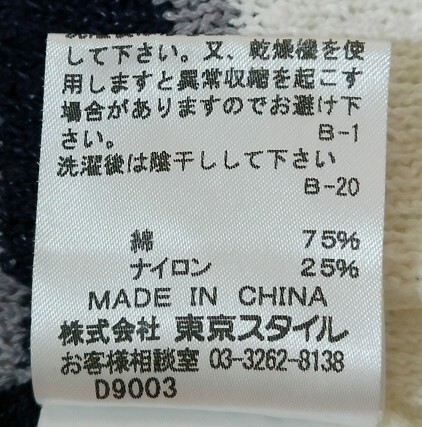 して下さい。又、乾燥機を使
用しますと異常収縮を起こす
場合がありますのでお避け下
さい。
B-1
洗濯後は陰干しして下さい
B-20
綿 75%
ナイロン 25%
MADE IN CHINA
株式会社 東京スタイル
お客様相談室 03-3262-8138
D9003